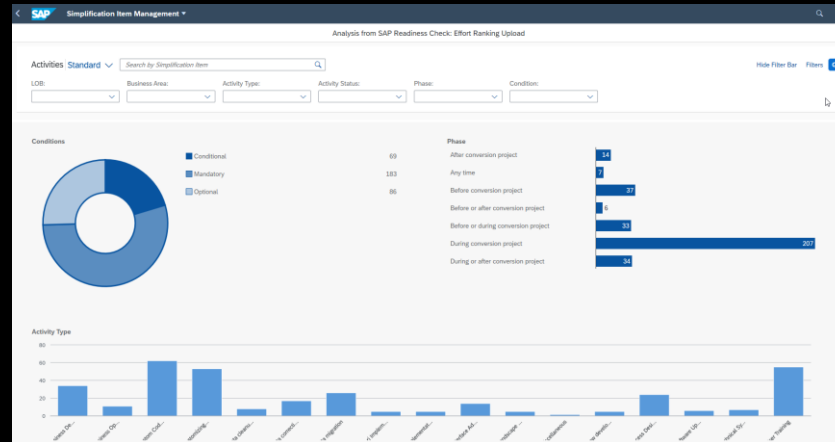 SAP Simplification Item Management
Analysis from SAP Readiness Check: Effort Ranking Upload
Activities Standard Search by Simplification Item
Hide Filter Bar Filters
LOB: Business Area: Activity Type: Activity Status: Phase: Condition:
Conditions
Conditional 69
Mandatory 183
Optional 86
Phase
After conversion project 14
Any time 7
Before conversion project 37
Before or after conversion project 6
Before or during conversion project 33
During conversion project 207
During or after conversion project 34
Activity Type
80
60
40
20
0
migration
Training